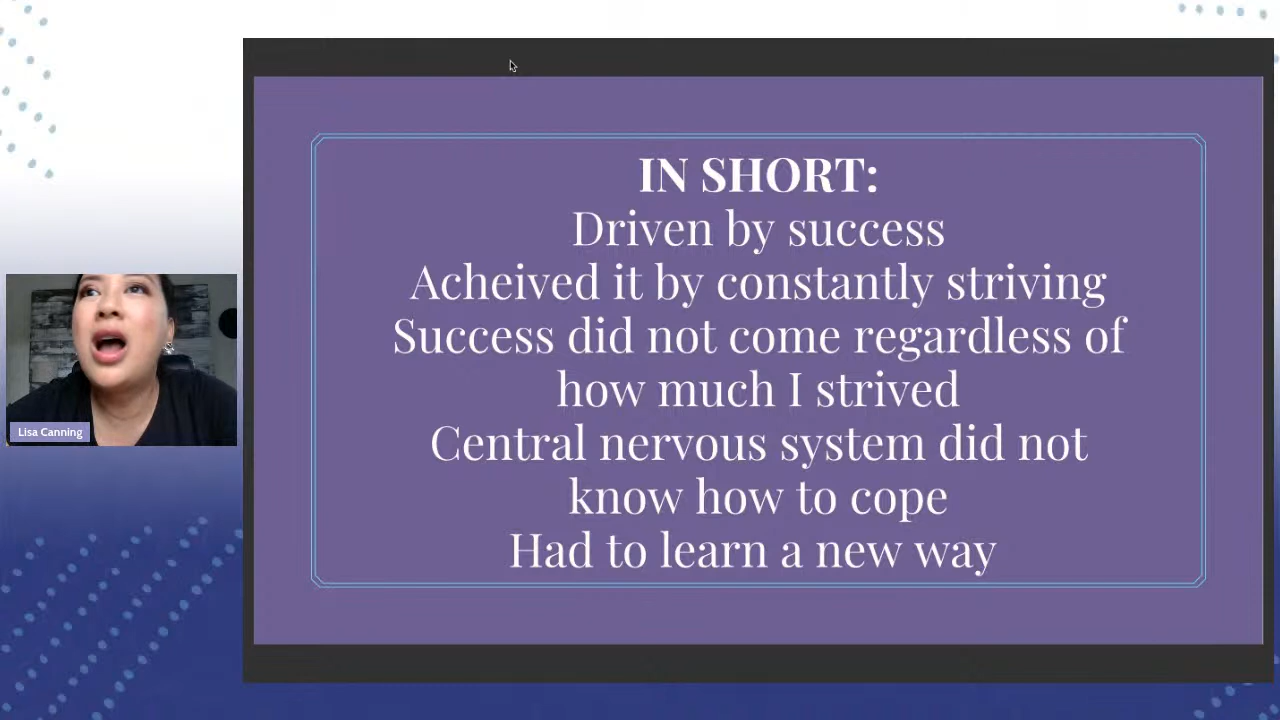 IN SHORT:
Driven by success
Acheived it by constantly striving
Success did not come regardless of
how much I strived
Central nervous system did not
know how to cope
Had to learn a new way
Lisa Canning